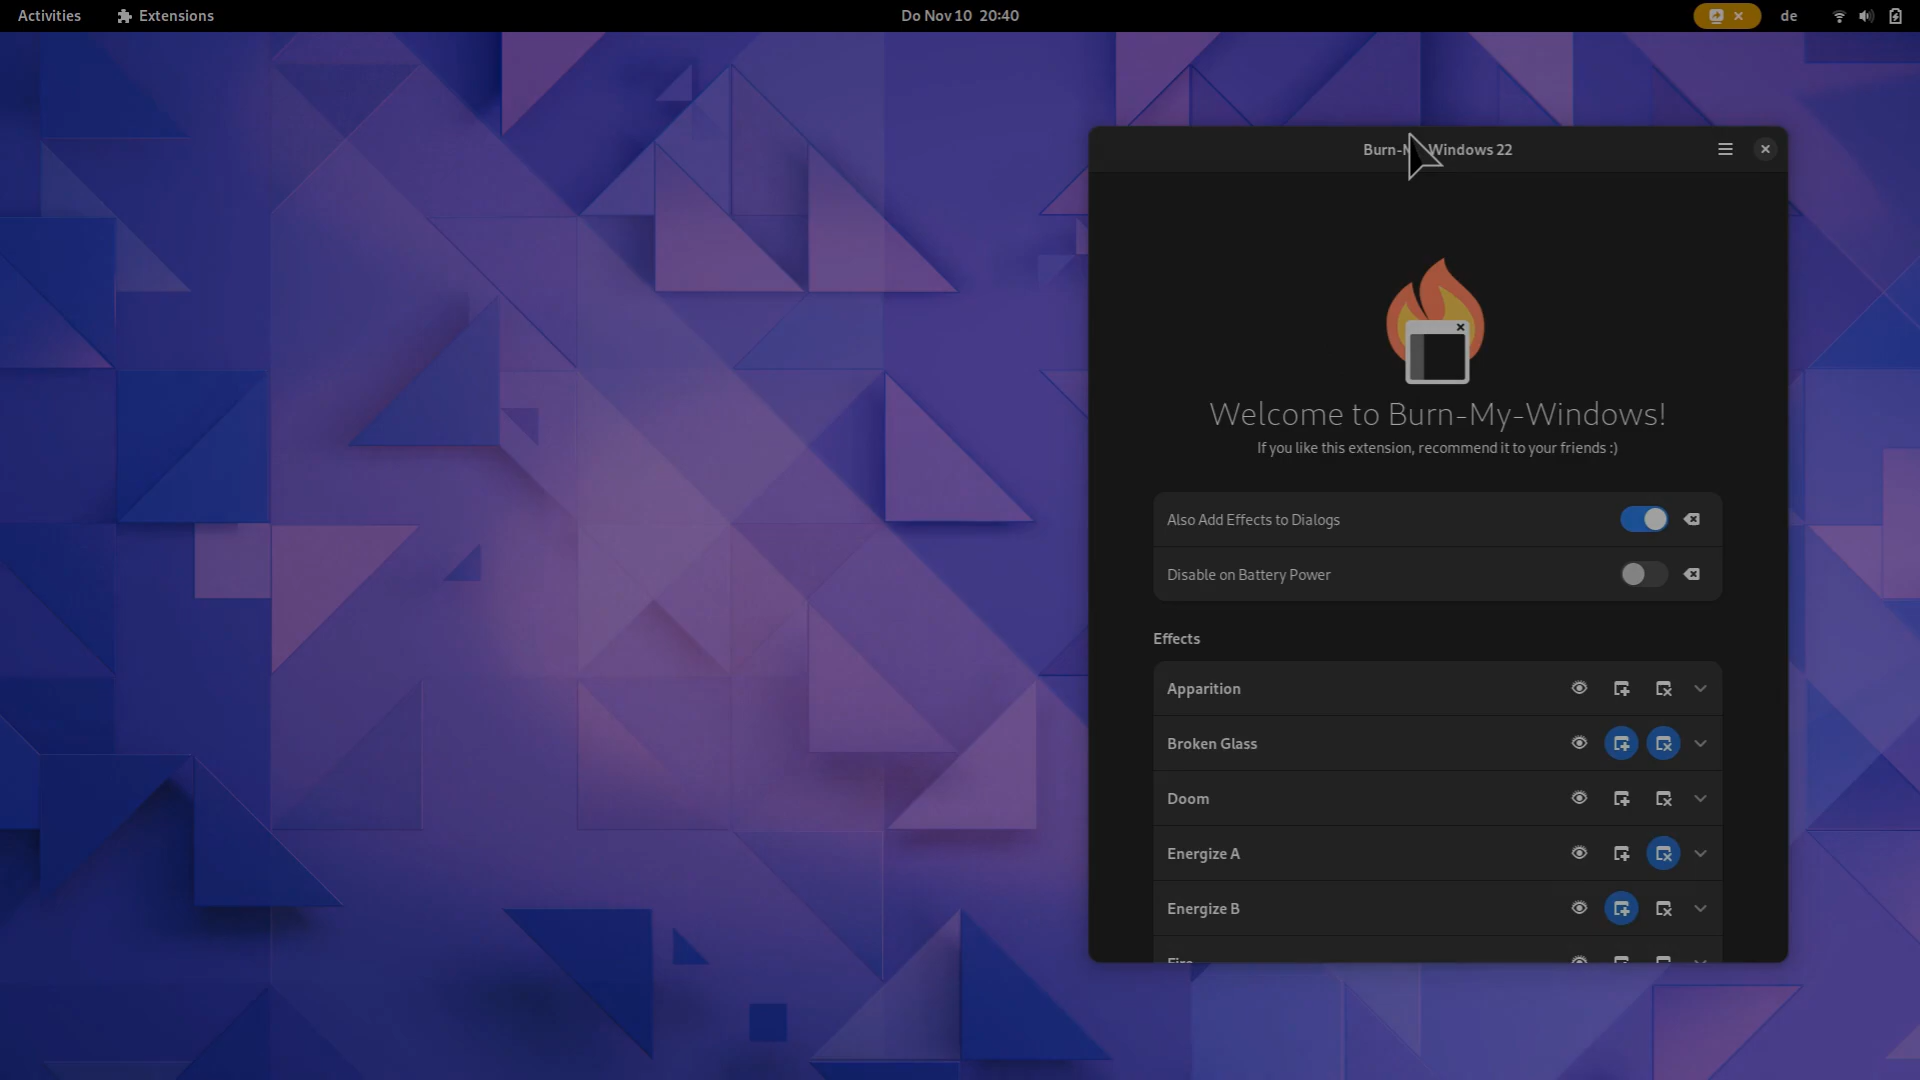 Activities
Extensions
Do Nov 10 20:40
de
Burn-M Windows 22
Welcome to Burn-My-Windows!
If you like this extension, recommend it to your friends :)
Also Add Effects to Dialogs
Disable on Battery Power
Effects
Apparition
Broken Glass
Doom
Energize A
Energize B
Fire